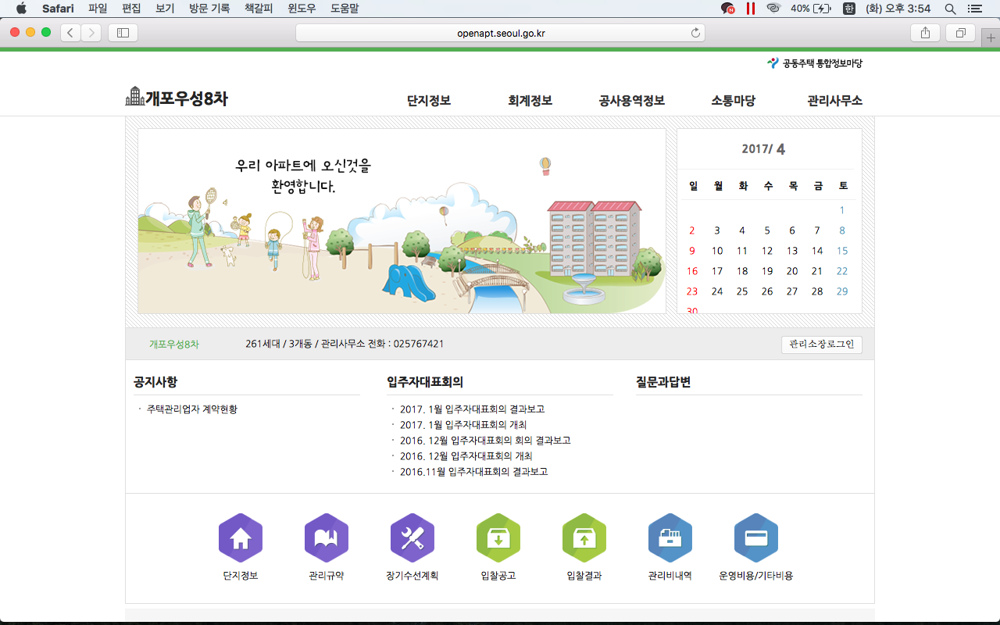 Safari 파일 편집 보기 방문 기록 책갈피 윈도우 도움말 40% 한 (화) 오후 3:54
openapt.seoul.go.kr
공동주택 통합정보마당
개포우성8차 단지정보 회계정보 공사용역정보 소통마당 관리사무소
우리 아파트에 오신것을
환영합니다.
2017/ 4
일 월 화 수 목 금 토
1
2 3 4 5 6 7 8
9 10 11 12 13 14 15
16 17 18 19 20 21 22
23 24 25 26 27 28 29
30
개포우성8차 261세대 / 3개동 / 관리사무소 전화 : 025767421 관리소장로그인
공지사항
· 주택관리업자 계약현황
입주자대표회의
· 2017. 1월 입주자대표회의 결과보고
· 2017. 1월 입주자대표회의 개최
· 2016. 12월 입주자대표회의 회의 결과보고
· 2016. 12월 입주자대표회의 개최
· 2016.11월 입주자대표회의 결과보고
질문과답변
단지정보 관리규약 장기수선계획 입찰공고 입찰결과 관리비내역 운영비용/기타비용